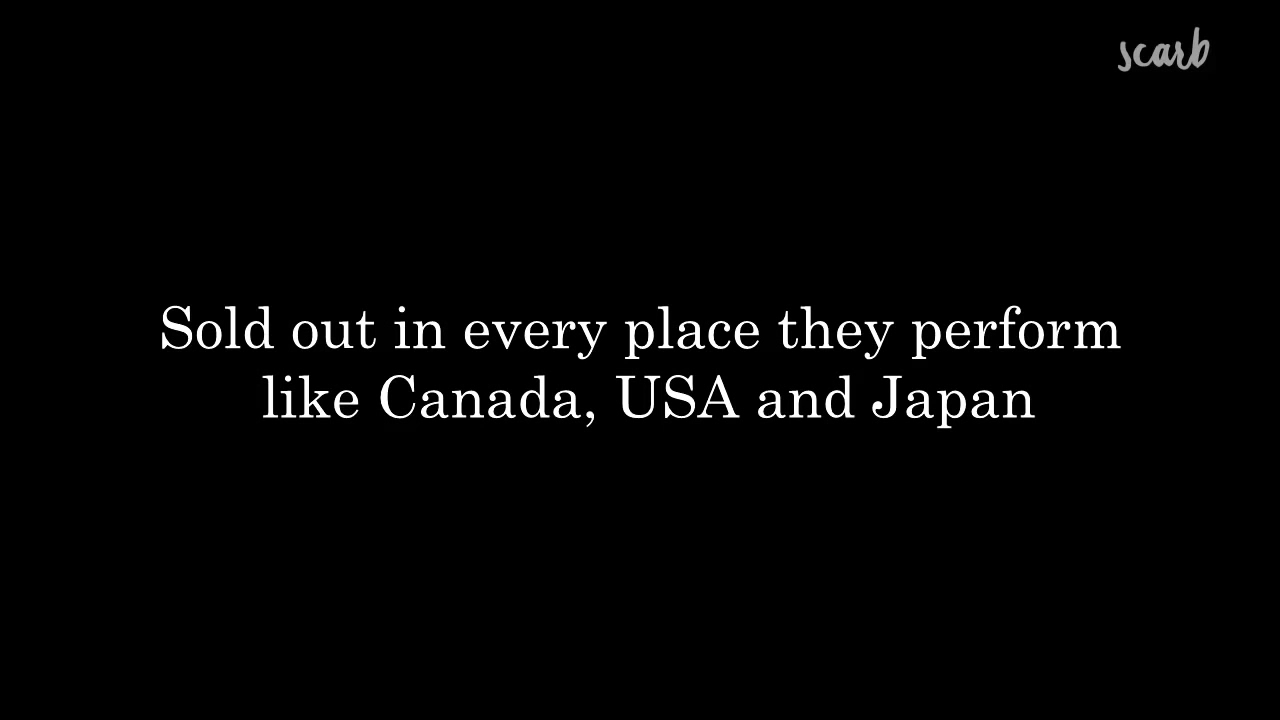 scarb
Sold out in every place they perform
like Canada, USA and Japan